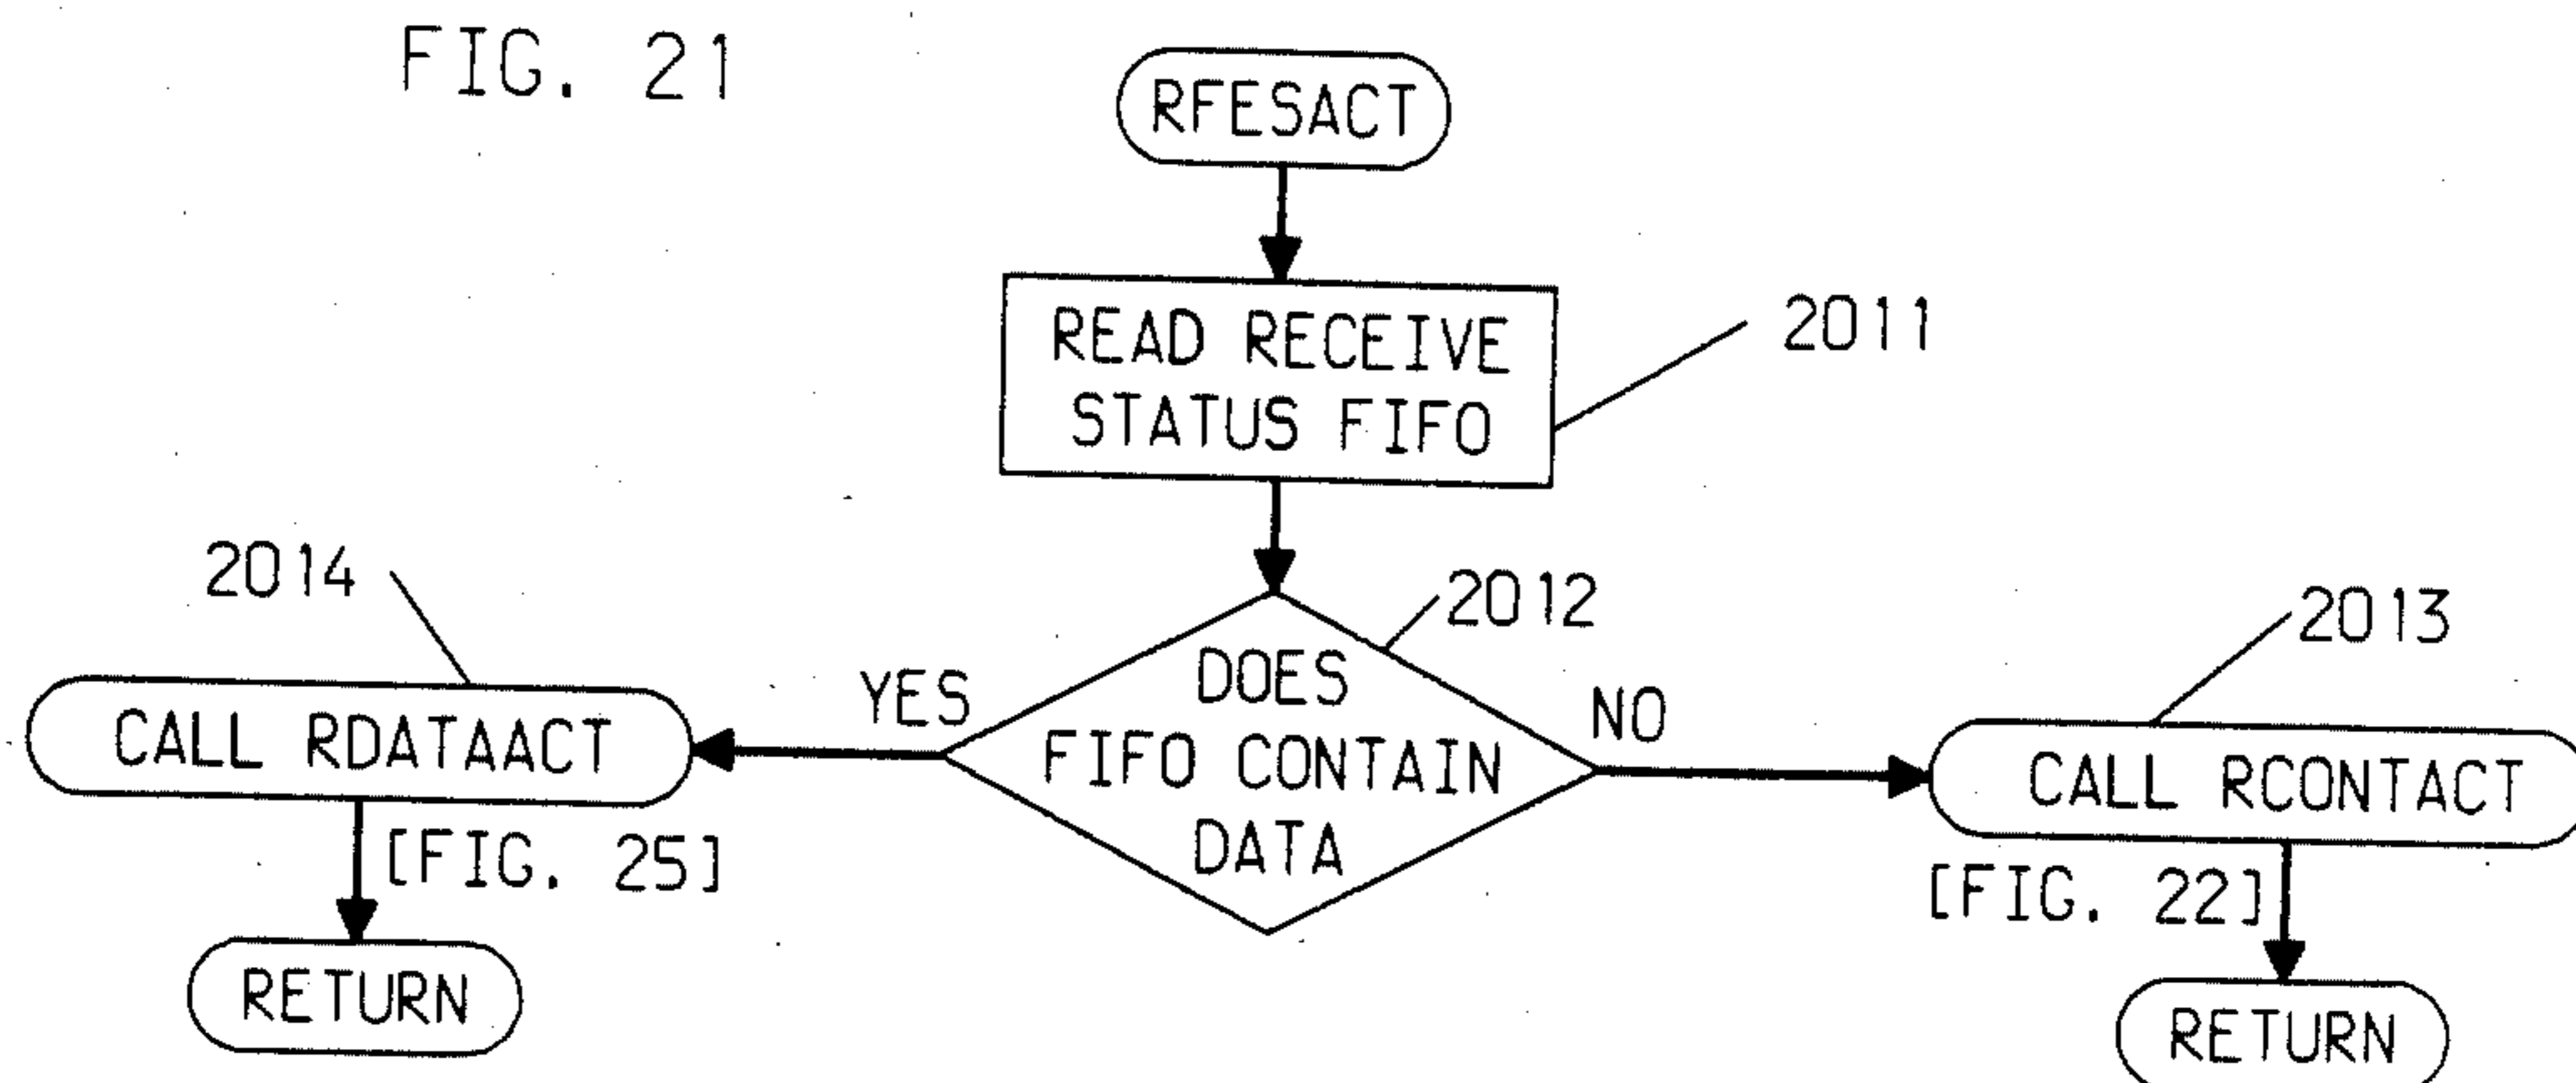 FIG. 21
RFESACT
READ RECEIVE
STATUS FIFO
2011
2014
2012
2013
DOES
FIFO CONTAIN
DATA
YES
NO
CALL RDATAACT
CALL RCONTACT
[FIG. 25]
[FIG. 22]
RETURN
RETURN